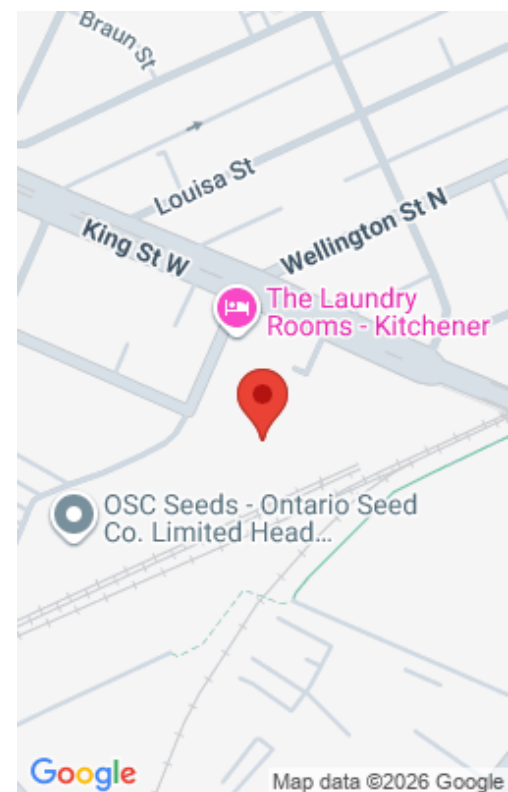 Braun St
Louisa St
King St W
Wellington St N
The Laundry
Rooms - Kitchener
OSC Seeds - Ontario Seed
Co. Limited Head...
Google
Map data ©2026 Google